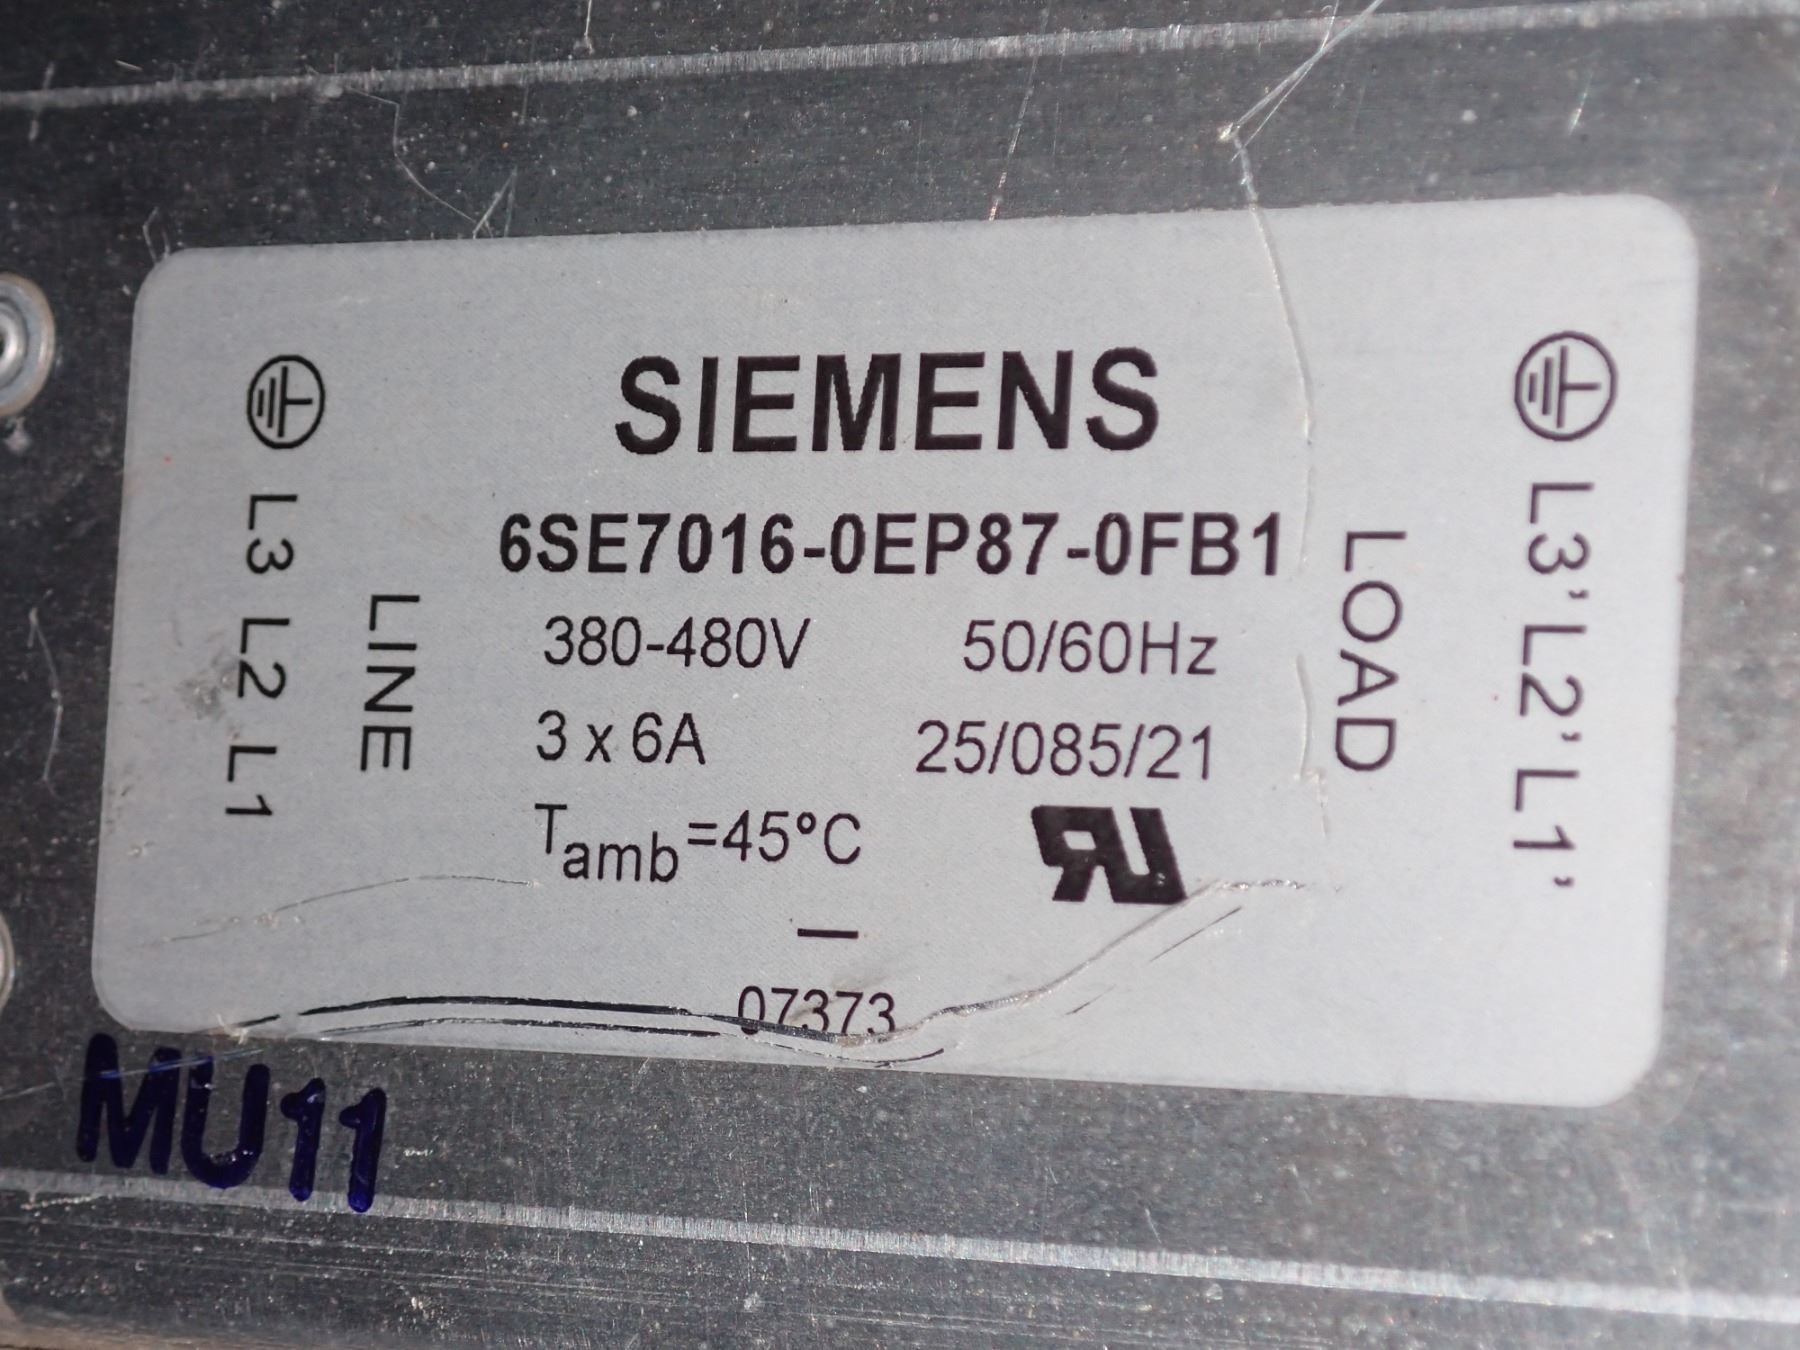 SIEMENS
6SE7016-0EP87-0FB1
380-480V 50/60Hz
3 x 6A 25/085/21
Tamb=45°C
UR
07373
L3 L2 L1
LINE
LOAD
L3' L2' L1'
MU11